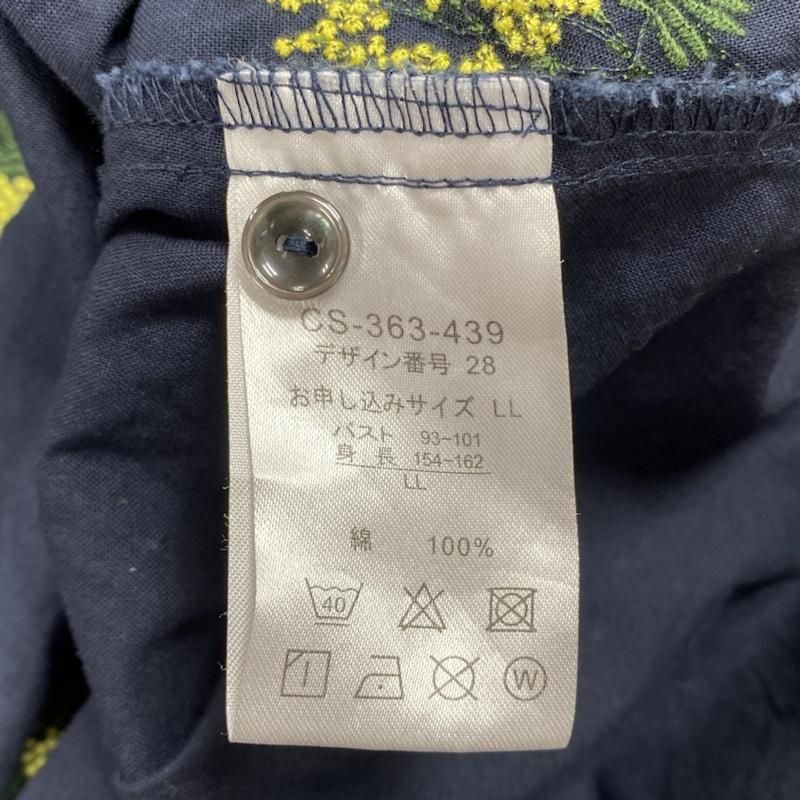 CS-363-439
デザイン番号 28
お申し込みサイズ LL
バスト 93-101
身 長 154-162
LL
綿 100%
40
W